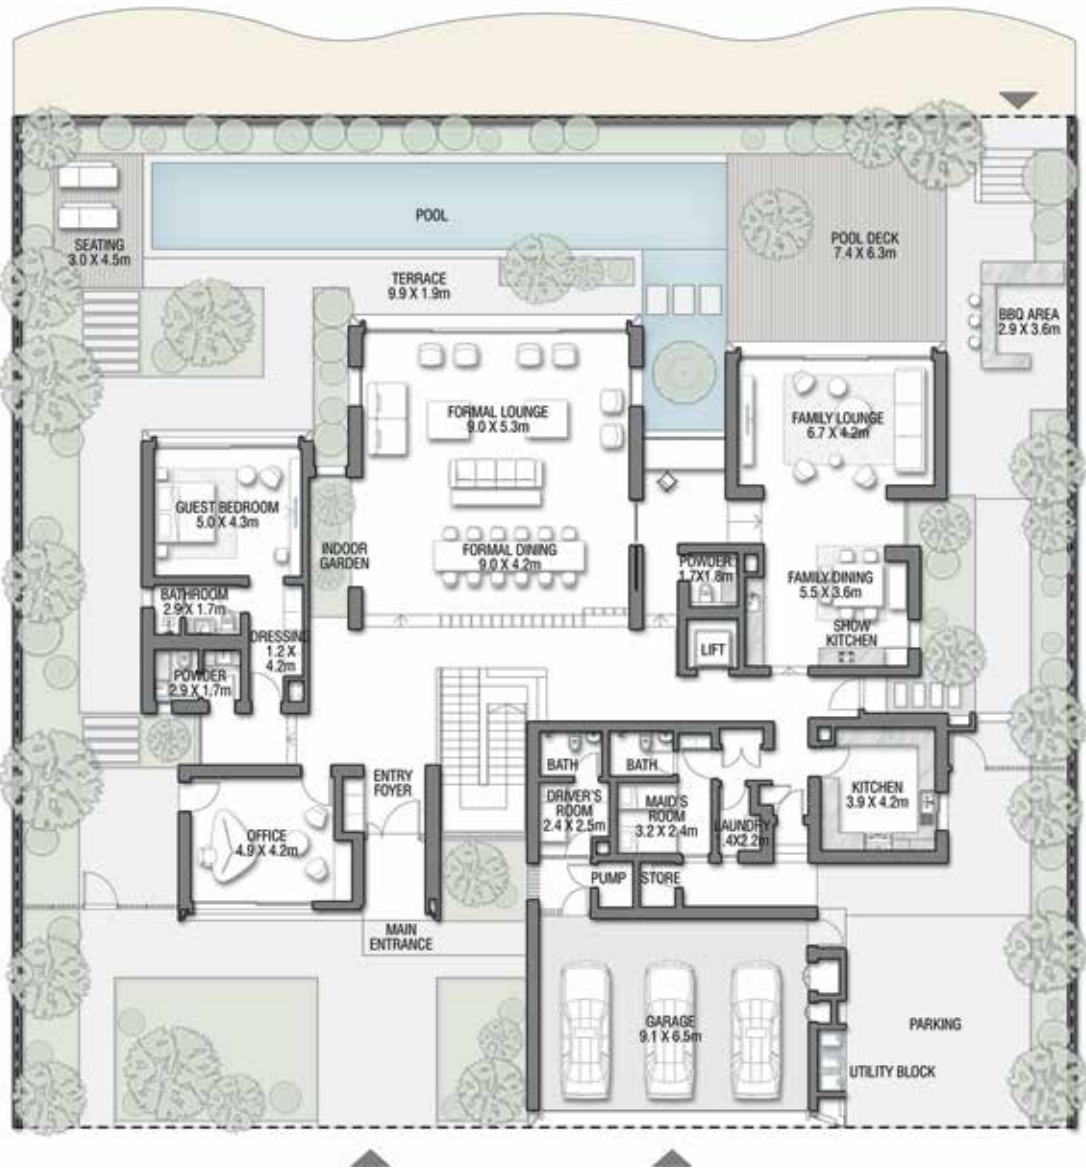 POOL
SEATING
3.0 X 4.5m
POOL DECK
7.4 X 6.3m
TERRACE
9.9 X 1.9m
BBQ AREA
2.9 X 3.6m
FORMAL LOUNGE
9.0 X 5.3m
FAMILY LOUNGE
6.7 X 4.2m
GUEST BEDROOM
5.0 X 4.3m
INDOOR
GARDEN
FORMAL DINING
9.0 X 4.2m
POWDER
1.7X1.8m
FAMILY DINING
5.5 X 3.6m
BATHROOM
2.9 X 1.7m
DRESSING
1.2 X
4.2m
SHOW
KITCHEN
LIFT
POWDER
2.9 X 1.7m
BATH
BATH
ENTRY
FOYER
KITCHEN
3.9 X 4.2m
DRIVER'S
ROOM
2.4 X 2.5m
MAID'S
ROOM
3.2 X 2.4m
LAUNDRY
.4X2.2m
OFFICE
4.9 X 4.2m
PUMP
STORE
MAIN
ENTRANCE
GARAGE
9.1 X 6.5m
PARKING
UTILITY BLOCK